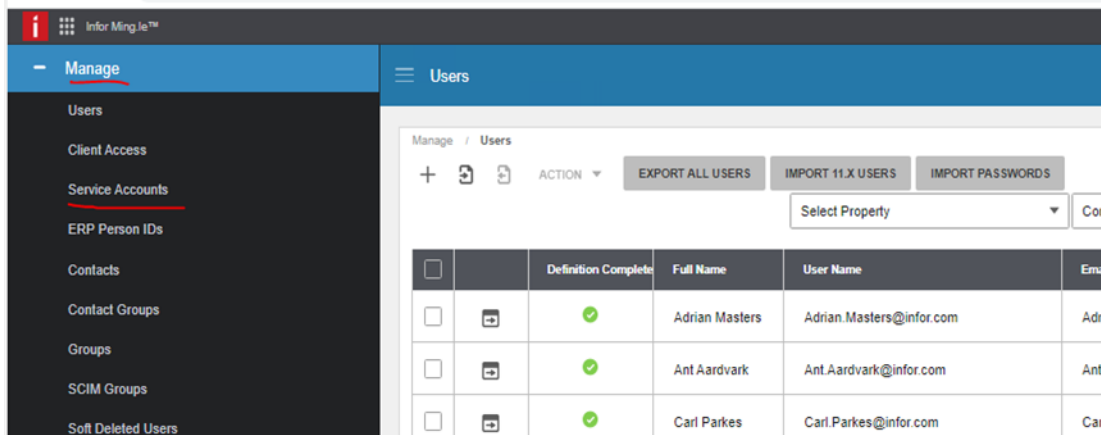 i Infor Ming.le™
Manage
Users
Client Access
Service Accounts
ERP Person IDs
Contacts
Contact Groups
Groups
SCIM Groups
Soft Deleted Users
Users
Manage / Users
ACTION EXPORT ALL USERS IMPORT 11.X USERS IMPORT PASSWORDS
Select Property
Definition Complete Full Name User Name
Adrian Masters Adrian.Masters@infor.com
Ant Aardvark Ant.Aardvark@infor.com
Carl Parkes Carl.Parkes@infor.com